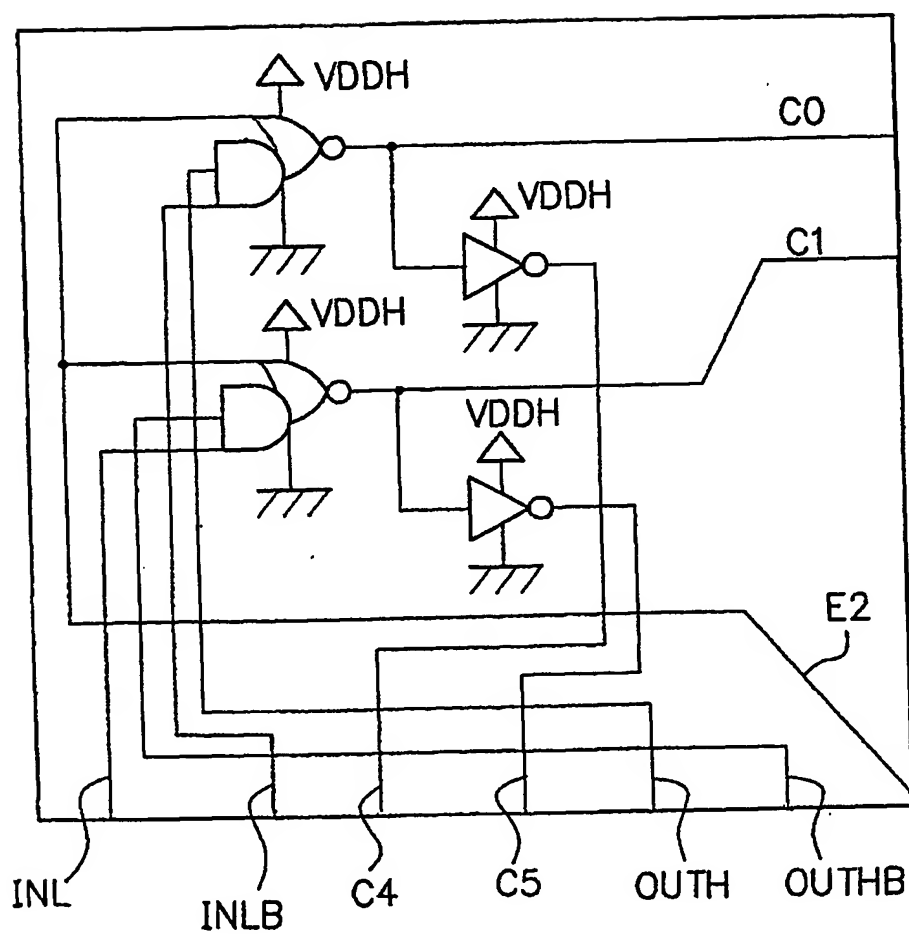 VDDH
C0
VDDH
C1
VDDH
VDDH
E2
INL
INLB
C4
C5
OUTH
OUTHB